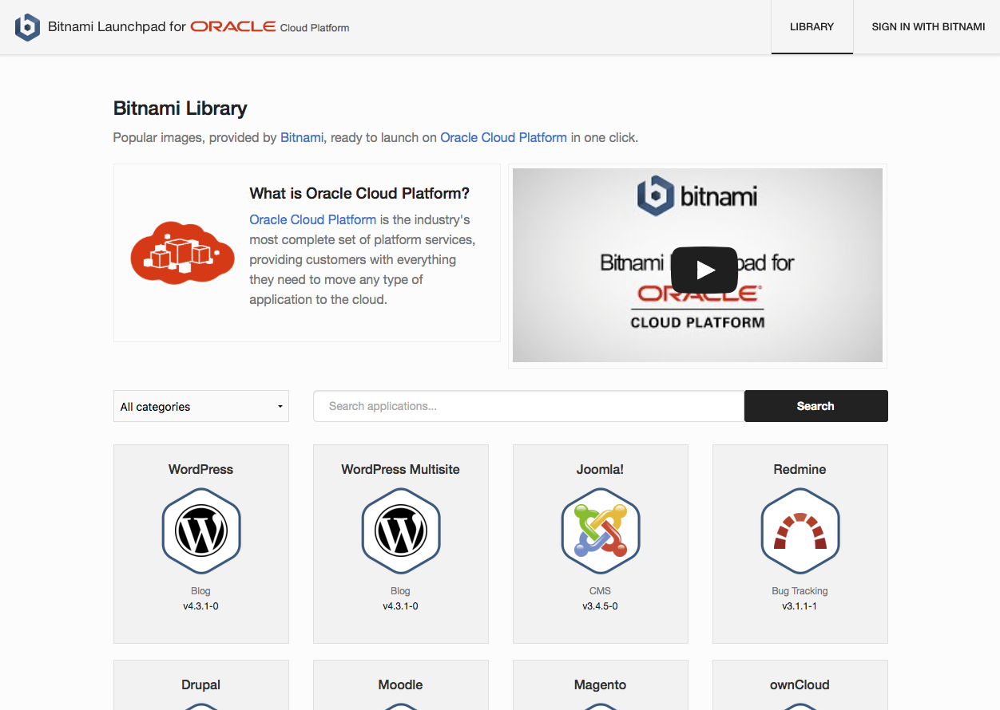 Bitnami Launchpad for ORACLE Cloud Platform
LIBRARY
SIGN IN WITH BITNAMI
Bitnami Library
Popular images, provided by Bitnami, ready to launch on Oracle Cloud Platform in one click.
What is Oracle Cloud Platform?
Oracle Cloud Platform is the industry's
most complete set of platform services,
providing customers with everything
they need to move any type of
application to the cloud.
bitnami
Bitnami pad for
ORACLE
CLOUD PLATFORM
All categories
Search applications...
Search
WordPress
Blog
v4.3.1-0
WordPress Multisite
Blog
v4.3.1-0
Joomla!
CMS
v3.4.5-0
Redmine
Bug Tracking
v3.1.1-1
Drupal
Moodle
Magento
ownCloud